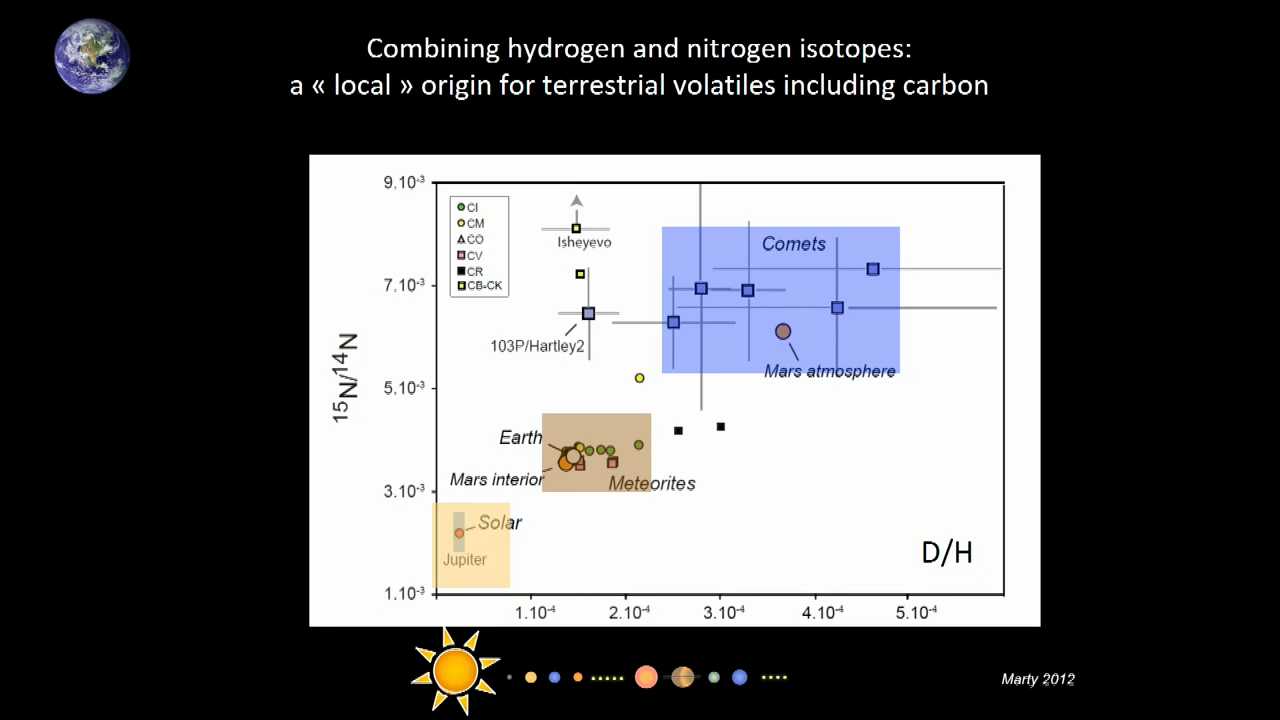 Combining hydrogen and nitrogen isotopes:
a « local » origin for terrestrial volatiles including carbon
9.10⁻³
7.10⁻³
5.10⁻³
3.10⁻³
1.10⁻³
¹⁵N/¹⁴N
CI
CM
CO
CV
CR
CB-CK
Isheyevo
Comets
103P/Hartley2
Mars atmosphere
Earth
Mars interior
Meteorites
Solar
Jupiter
D/H
1.10⁻⁴
2.10⁻⁴
3.10⁻⁴
4.10⁻⁴
5.10⁻⁴
Marty 2012